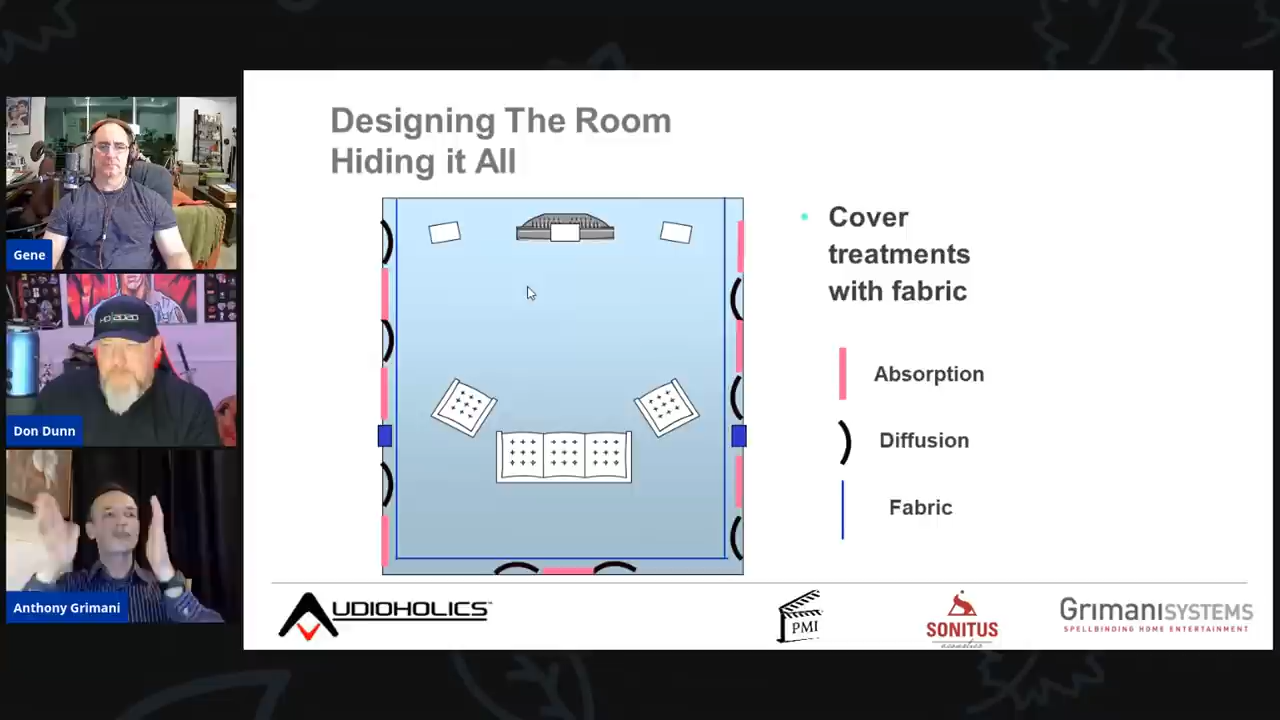 Designing The Room
Hiding it All
Cover
treatments
with fabric
Absorption
Diffusion
Fabric
Gene
Don Dunn
Anthony Grimani
AUDIOHOLICS
PMI
SONITUS
acoustics
GRIMANISYSTEMS
SPELLBINDING HOME ENTERTAINMENT